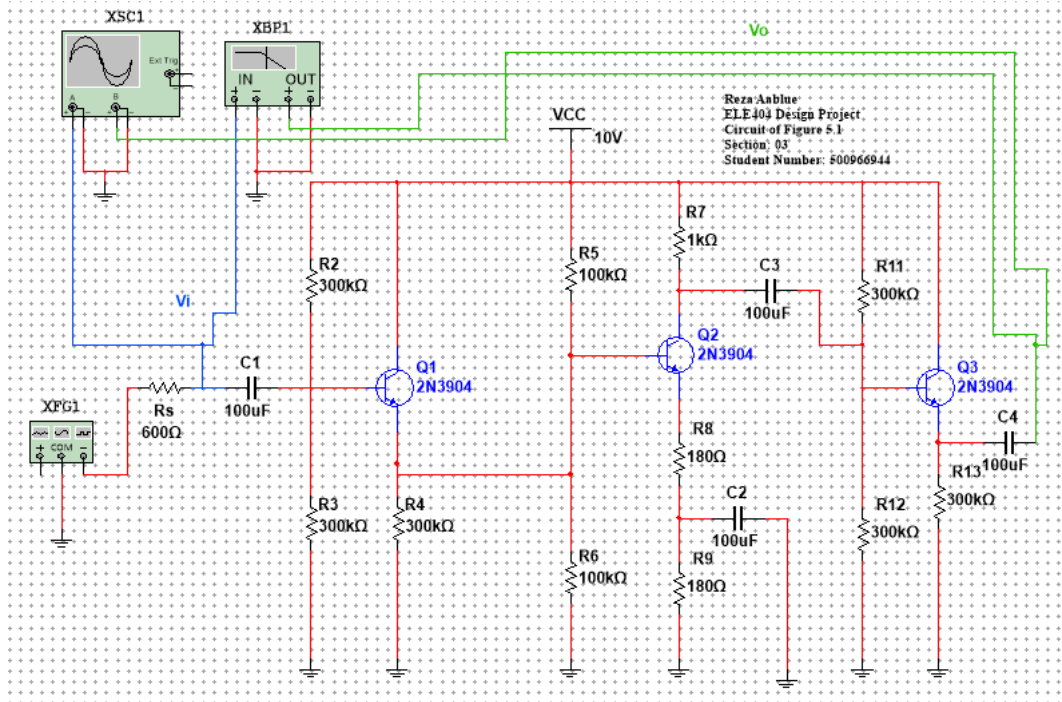 XSC1
XBP1
Ext Trig
A
B
IN
OUT
Vo
Reza Aablue
ELE404 Design Project
Circuit of Figure 5.1
Section: 03
Student Number: 500966944
VCC
10V
R7
1kΩ
R2
300kΩ
R5
100kΩ
C3
100uF
R11
300kΩ
Vi
Q1
2N3904
Q2
2N3904
Q3
2N3904
C1
100uF
Rs
600Ω
XFG1
COM
C4
100uF
R8
180Ω
R13
300kΩ
R3
300kΩ
R4
300kΩ
C2
100uF
R12
300kΩ
R6
100kΩ
R9
180Ω